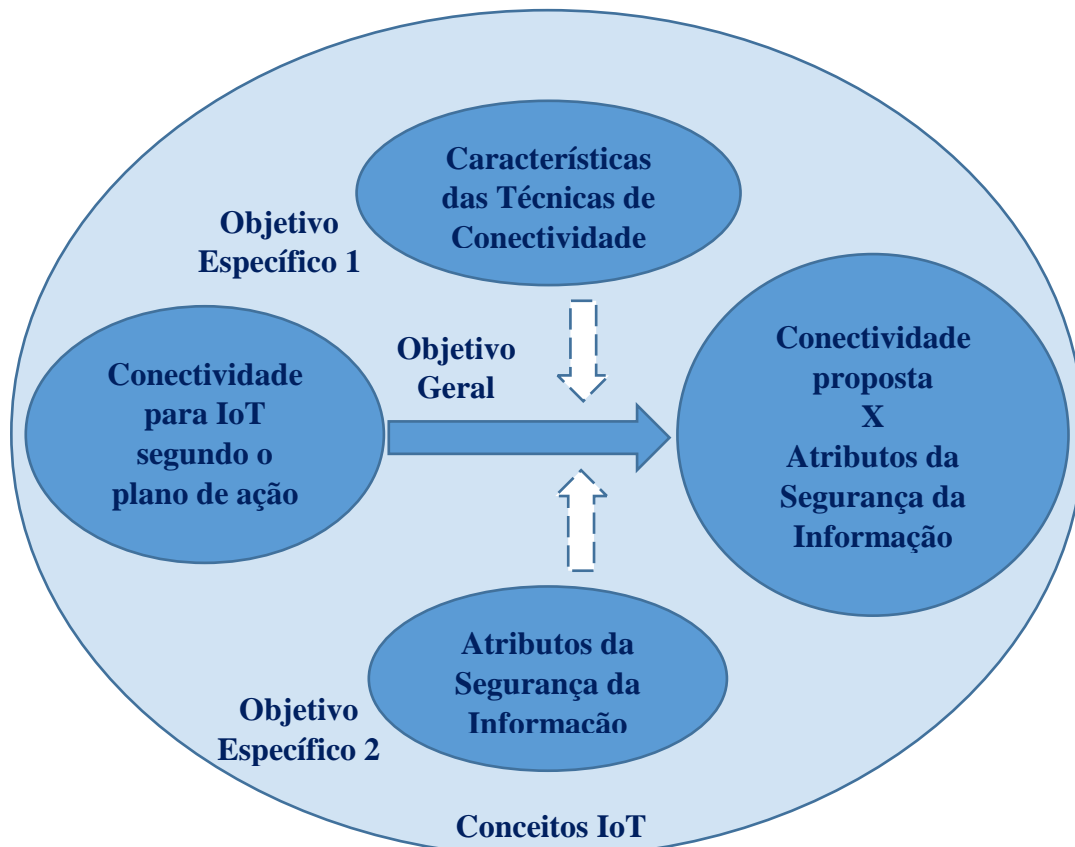 Características
das Técnicas de
Conectividade
Objetivo
Específico 1
Conectividade
para IoT
segundo o
plano de ação
Objetivo
Geral
Conectividade
proposta
X
Atributos da
Segurança da
Informação
Atributos da
Segurança da
Informação
Objetivo
Específico 2
Conceitos IoT